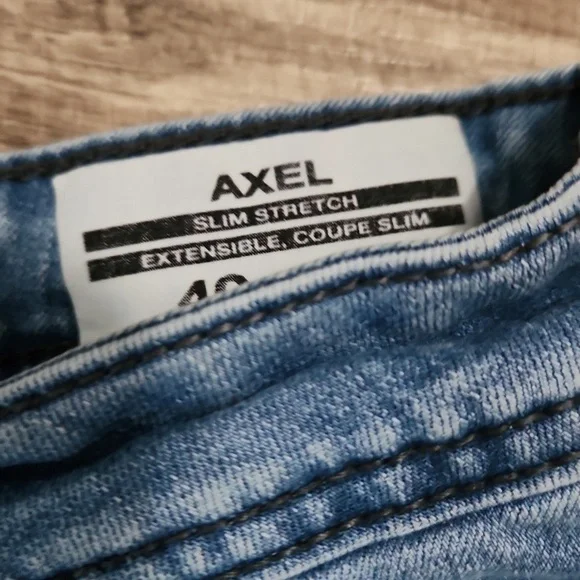 AXEL
SLIM STRETCH
EXTENSIBLE, COUPE SLIM